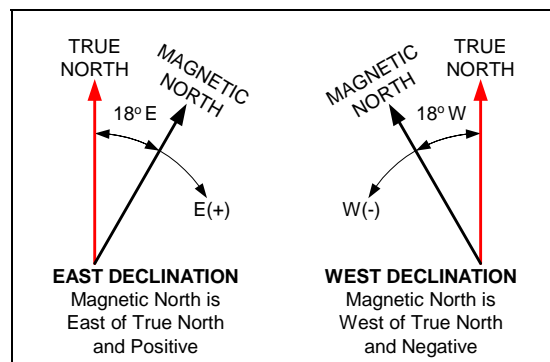 TRUE
NORTH
MAGNETIC
NORTH
18° E
E(+)
EAST DECLINATION
Magnetic North is
East of True North
and Positive
MAGNETIC
NORTH
TRUE
NORTH
18° W
W(-)
WEST DECLINATION
Magnetic North is
West of True North
and Negative